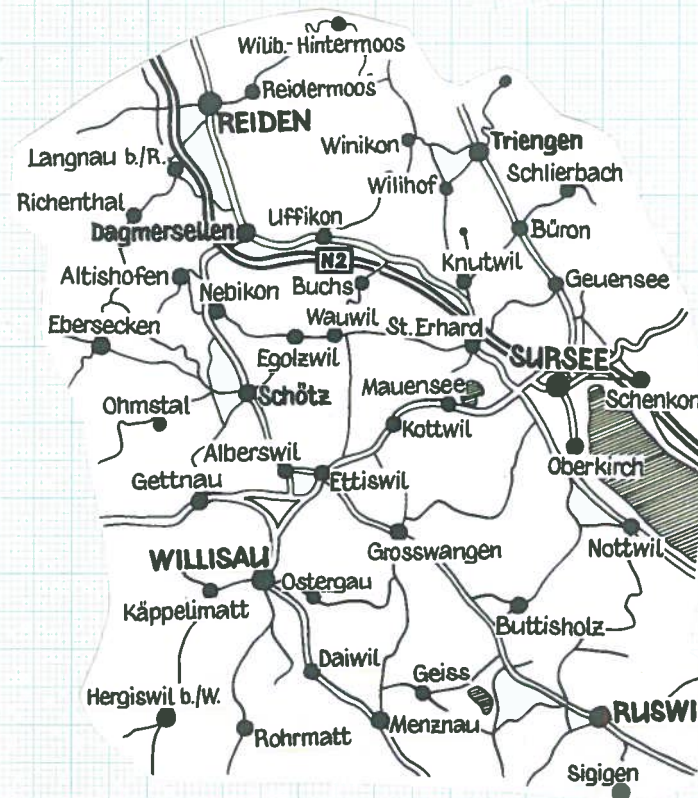 Wilib.-Hintermoos
Reidermoos
REIDEN
Winikon
Triengen
Langnau b./R.
Wilihof
Schlierbach
Richenthal
Dagmersellen
Uffikon
Büron
N2
Altishofen
Nebikon
Buchs
Knutwil
Geuensee
Ebersecken
Wauwil
St. Erhard
Egolzwil
SURSEE
Schötz
Mauensee
Schenkon
Ohmstal
Kottwil
Alberswil
Oberkirch
Gettnau
Ettiswil
Grosswangen
Nottwil
WILLISAU
Ostergau
Käppelimatt
Buttisholz
Daiwil
Geiss
Hergiswil b./W.
Menznau
RUSWI
Rohrmatt
Sigigen